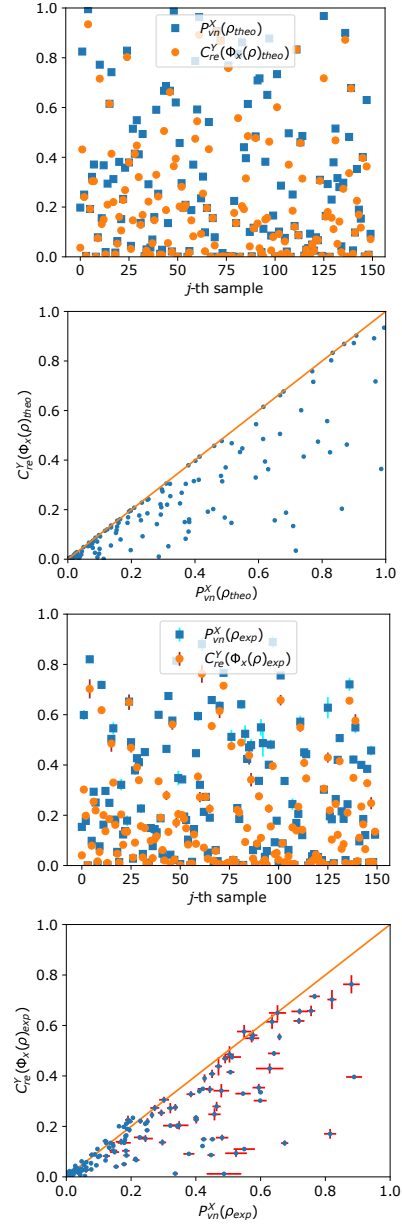 1.0
0.8
0.6
0.4
0.2
0.0
P^X_{vn}(ρ_{theo})
C^Y_{re}(Φ_x(ρ)_{theo})
0 25 50 75 100 125 150
j-th sample
C^Y_{re}(Φ_x(ρ)_{theo})
1.0
0.8
0.6
0.4
0.2
0.0
0.0 0.2 0.4 0.6 0.8 1.0
P^X_{vn}(ρ_{theo})
1.0
0.8
0.6
0.4
0.2
0.0
P^X_{vn}(ρ_{exp})
C^Y_{re}(Φ_x(ρ)_{exp})
0 25 50 75 100 125 150
j-th sample
C^Y_{re}(Φ_x(ρ)_{exp})
1.0
0.8
0.6
0.4
0.2
0.0
0.0 0.2 0.4 0.6 0.8 1.0
P^X_{vn}(ρ_{exp})